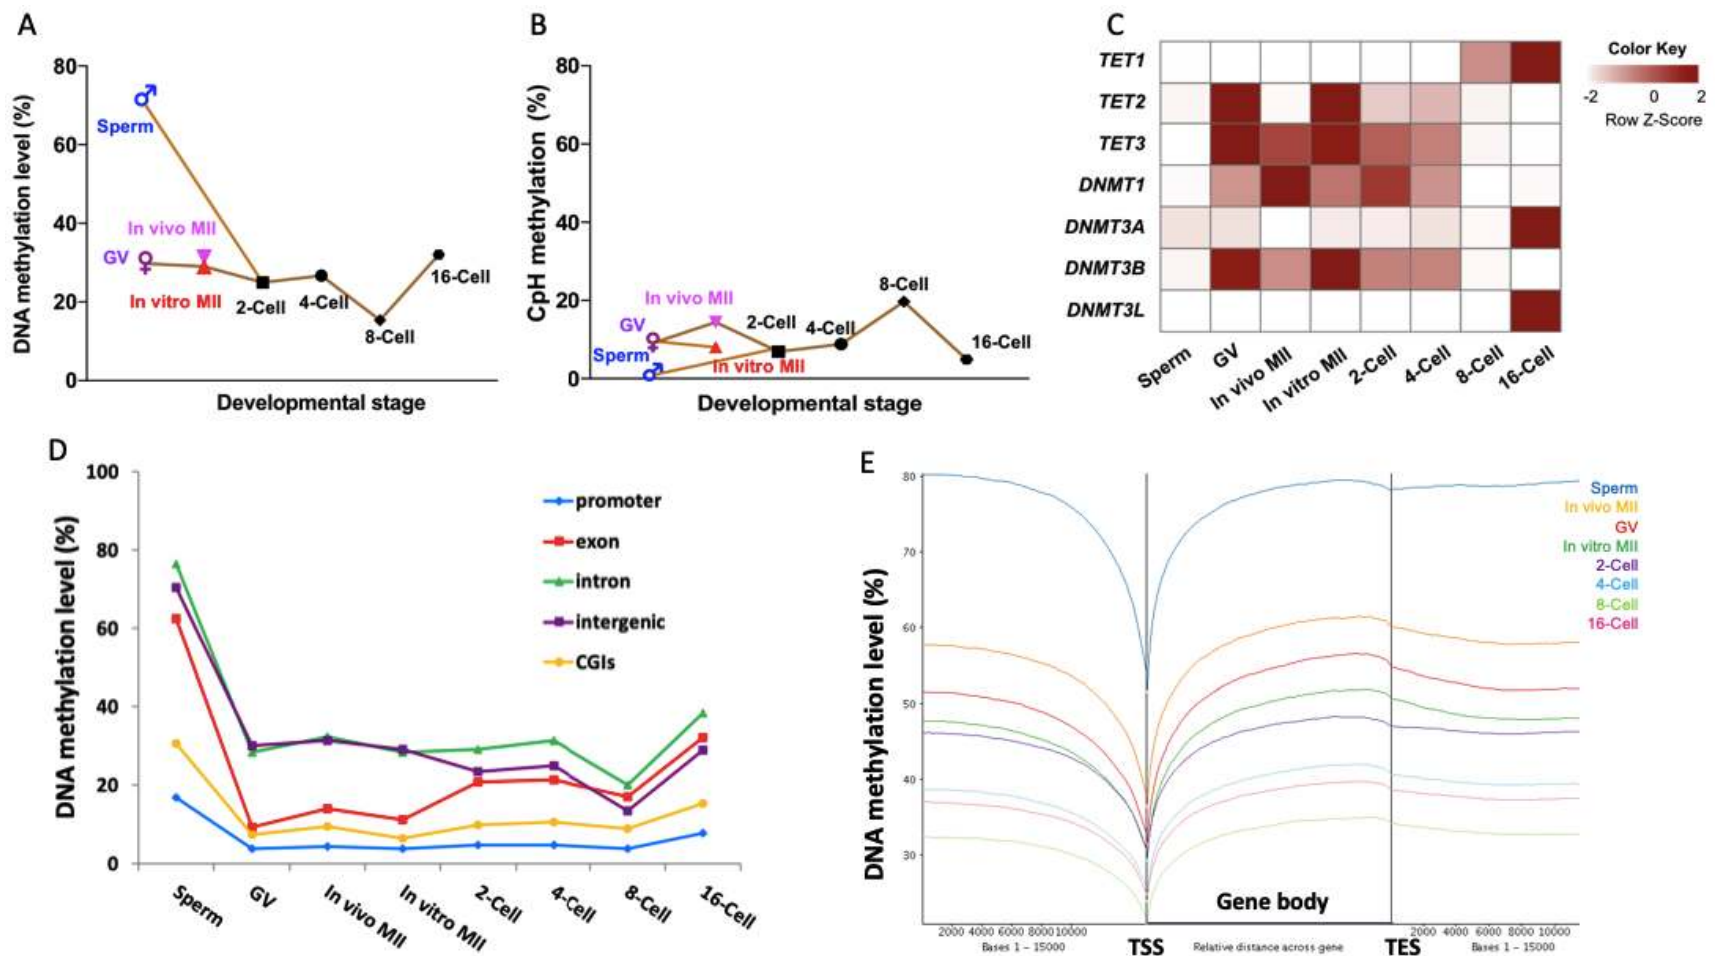 A
DNA methylation level (%)
80
60
40
20
0
Sperm
In vivo MII
GV
In vitro MII
2-Cell
4-Cell
8-Cell
16-Cell
Developmental stage
B
CpH methylation (%)
80
60
40
20
0
In vivo MII
GV
Sperm
In vitro MII
2-Cell
4-Cell
8-Cell
16-Cell
Developmental stage
C
TET1
TET2
TET3
DNMT1
DNMT3A
DNMT3B
DNMT3L
Sperm
GV
In vivo MII
In vitro MII
2-Cell
4-Cell
8-Cell
16-Cell
Color Key
-2 0 2
Row Z-Score
D
DNA methylation level (%)
100
80
60
40
20
0
promoter
exon
intron
intergenic
CGIs
Sperm
GV
In vivo MII
In vitro MII
2-Cell
4-Cell
8-Cell
16-Cell
E
DNA methylation level (%)
80
70
60
50
40
30
Sperm
In vivo MII
GV
In vitro MII
2-Cell
4-Cell
8-Cell
16-Cell
Gene body
2000 4000 6000 8000 10000
Bases 1 – 15000
TSS
Relative distance across gene
TES
2000 4000 6000 8000 10000
Bases 1 – 15000